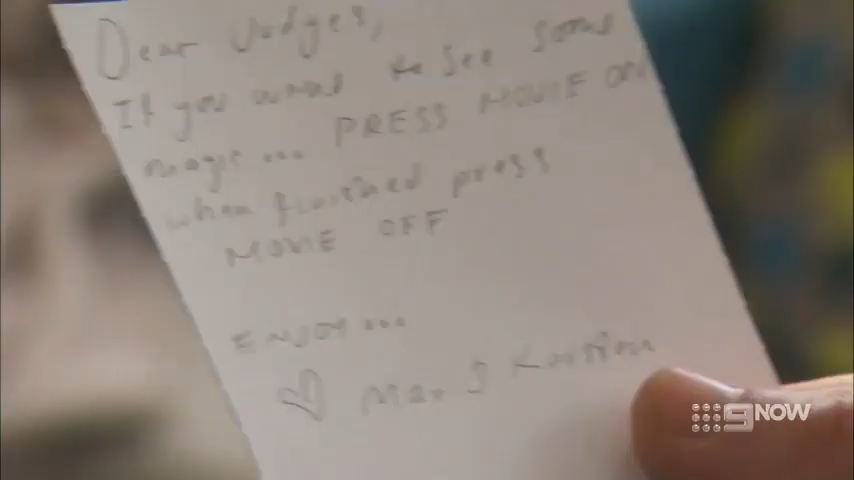 Dear Judges,
If you want to see some
magic... PRESS MOVIE ON
when finished press
MOVIE OFF
ENJOY...
♡ Max &
9NOW